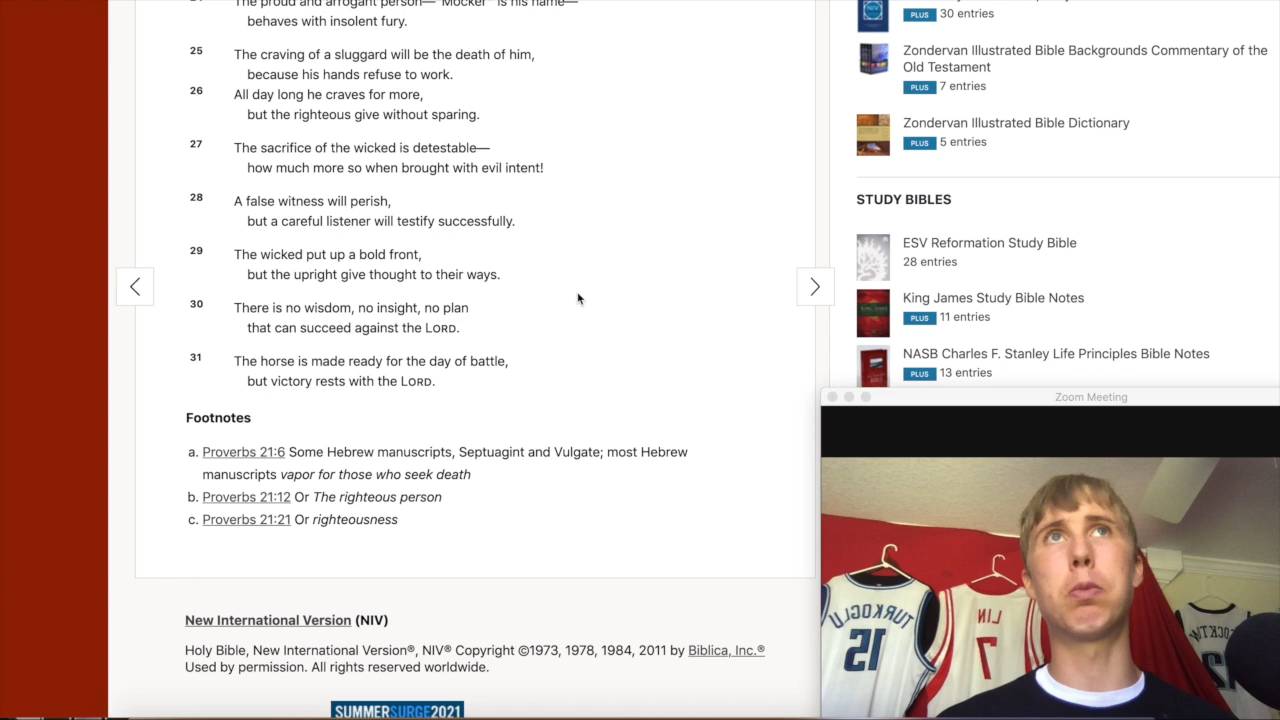 The proud and arrogant person—"Mocker" is his name—
behaves with insolent fury.
25 The craving of a sluggard will be the death of him,
because his hands refuse to work.
26 All day long he craves for more,
but the righteous give without sparing.
27 The sacrifice of the wicked is detestable—
how much more so when brought with evil intent!
28 A false witness will perish,
but a careful listener will testify successfully.
29 The wicked put up a bold front,
but the upright give thought to their ways.
30 There is no wisdom, no insight, no plan
that can succeed against the LORD.
31 The horse is made ready for the day of battle,
but victory rests with the LORD.
Footnotes
a. Proverbs 21:6 Some Hebrew manuscripts, Septuagint and Vulgate; most Hebrew
manuscripts vapor for those who seek death
b. Proverbs 21:12 Or The righteous person
c. Proverbs 21:21 Or righteousness
New International Version (NIV)
Holy Bible, New International Version®, NIV® Copyright ©1973, 1978, 1984, 2011 by Biblica, Inc.®
Used by permission. All rights reserved worldwide.
SUMMERSURGE2021
PLUS 30 entries
Zondervan Illustrated Bible Backgrounds Commentary of the
Old Testament
PLUS 7 entries
Zondervan Illustrated Bible Dictionary
PLUS 5 entries
STUDY BIBLES
ESV Reformation Study Bible
28 entries
King James Study Bible Notes
PLUS 11 entries
NASB Charles F. Stanley Life Principles Bible Notes
PLUS 13 entries
Zoom Meeting
TURKOGLU
15
LIN
7